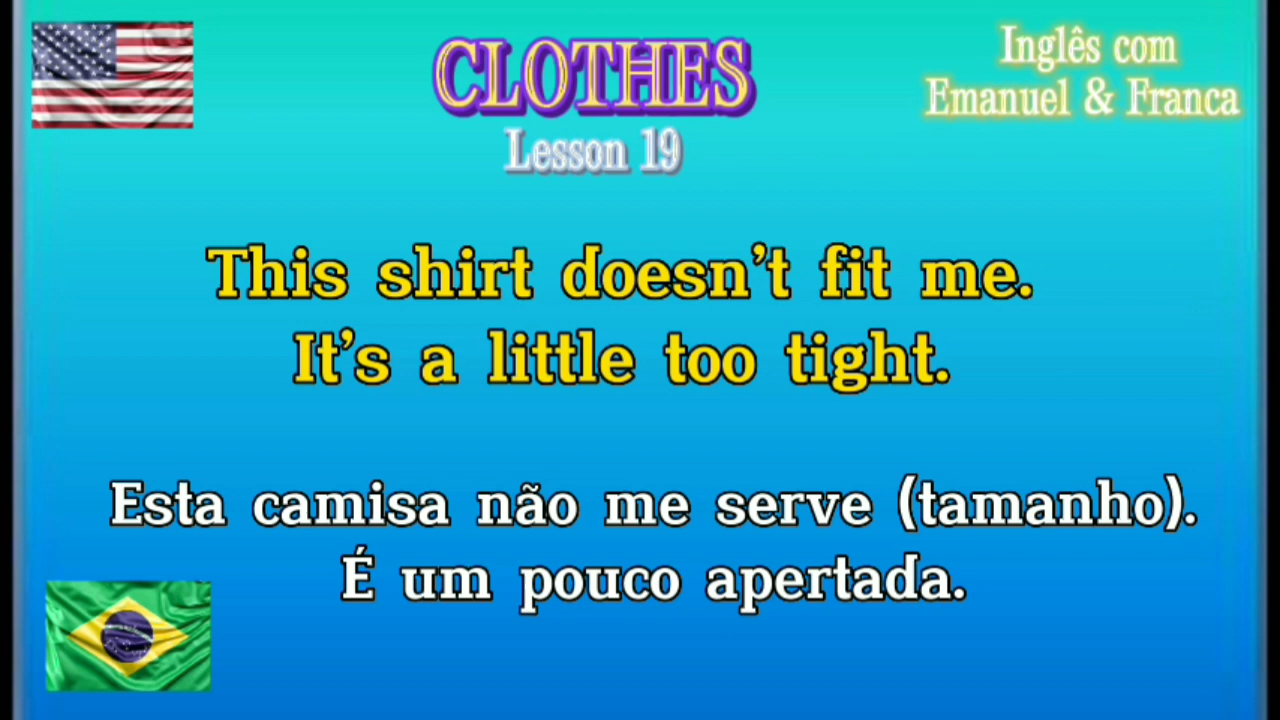 CLOTHES
Lesson 19
Inglês com
Emanuel & Franca
This shirt doesn’t fit me.
It’s a little too tight.
Esta camisa não me serve (tamanho).
É um pouco apertada.